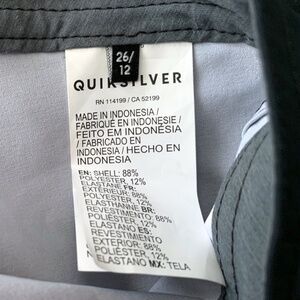 26/
12
QUIKSILVER
RN 114199 / CA 52199
MADE IN INDONESIA /
FABRIQUÉ EN INDONESIE /
FEITO EM INDONÉSIA
/ FABRICADO EN
INDONESIA / HECHO EN
INDONESIA
EN: SHELL: 88%
POLYESTER, 12%
ELASTANE FR:
EXTÉRIEUR: 88%
POLYESTER, 12%
ELASTHANNE BR:
REVESTIMENTO: 88%
POLIÉSTER, 12%
ELASTANO ES:
REVESTIMIENTO
EXTERIOR: 88%
POLIÉSTER, 12%
ELASTANO MX: TELA